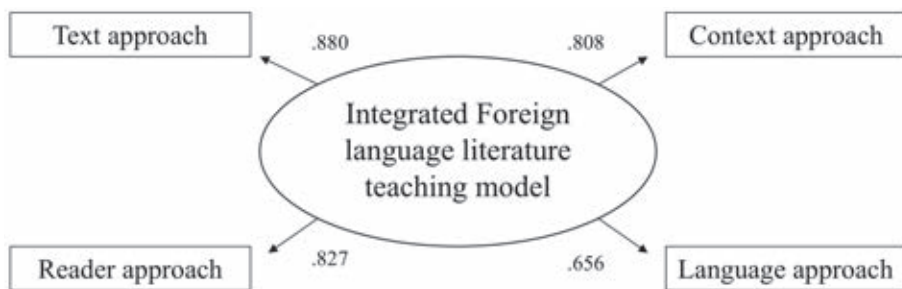 Text approach
.880
.808
Context approach
Integrated Foreign
language literature
teaching model
Reader approach
.827
.656
Language approach